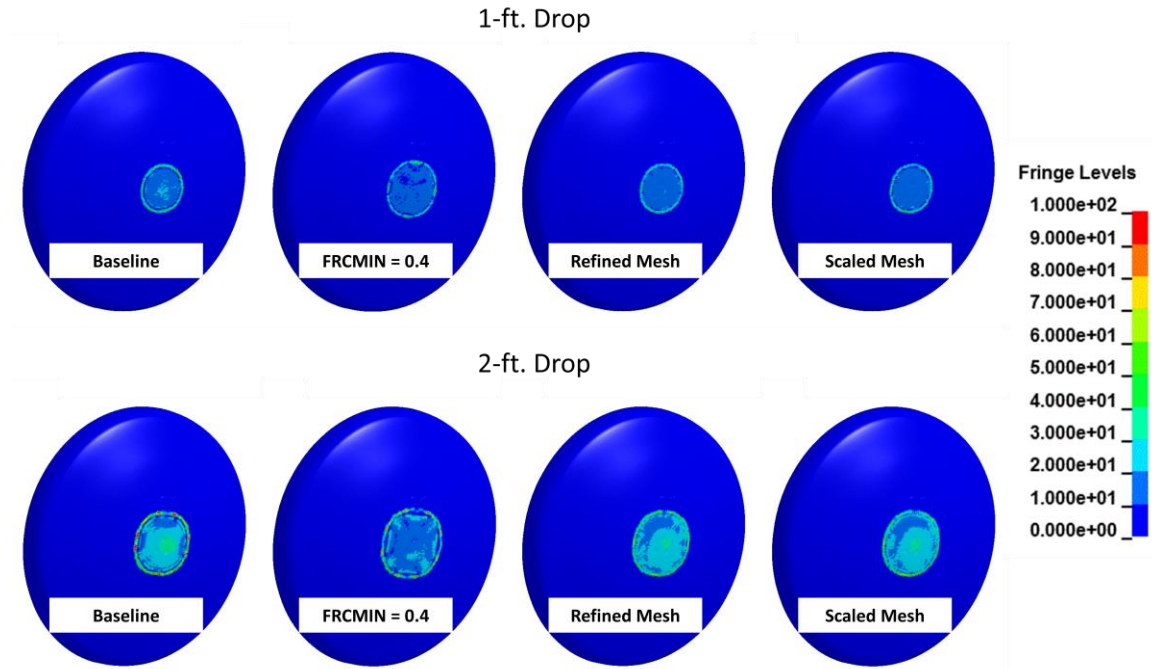 1-ft. Drop
Baseline
FRCMIN = 0.4
Refined Mesh
Scaled Mesh
2-ft. Drop
Baseline
FRCMIN = 0.4
Refined Mesh
Scaled Mesh
Fringe Levels
1.000e+02
9.000e+01
8.000e+01
7.000e+01
6.000e+01
5.000e+01
4.000e+01
3.000e+01
2.000e+01
1.000e+01
0.000e+00